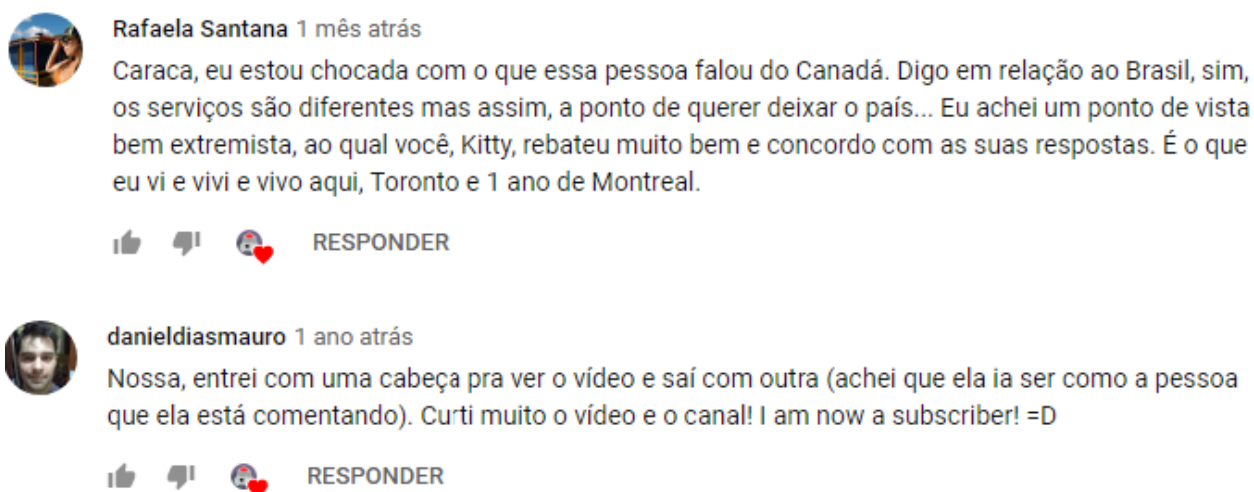 Rafaela Santana 1 mês atrás
Caraca, eu estou chocada com o que essa pessoa falou do Canadá. Digo em relação ao Brasil, sim,
os serviços são diferentes mas assim, a ponto de querer deixar o país... Eu achei um ponto de vista
bem extremista, ao qual você, Kitty, rebateu muito bem e concordo com as suas respostas. É o que
eu vi e vivi e vivo aqui, Toronto e 1 ano de Montreal.
RESPONDER
danieldiasmauro 1 ano atrás
Nossa, entrei com uma cabeça pra ver o vídeo e saí com outra (achei que ela ia ser como a pessoa
que ela está comentando). Curti muito o vídeo e o canal! I am now a subscriber! =D
RESPONDER